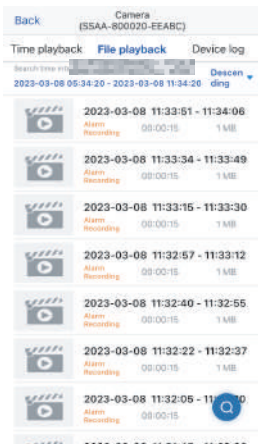 Back
Camera
(SSAA-800020-EEABC)
Time playback File playback Device log
Search time
2023-03-08 05:34:20 - 2023-03-08 11:34:20
Descen
ding
2023-03-08 11:33:51 - 11:34:06
Alarm
Recording 00:00:15 1 MB
2023-03-08 11:33:34 - 11:33:49
Alarm
Recording 00:00:15 1 MB
2023-03-08 11:33:15 - 11:33:30
Alarm
Recording 00:00:15 1 MB
2023-03-08 11:32:57 - 11:33:12
Alarm
Recording 00:00:15 1 MB
2023-03-08 11:32:40 - 11:32:55
Alarm
Recording 00:00:15 1 MB
2023-03-08 11:32:22 - 11:32:37
Alarm
Recording 00:00:15 1 MB
2023-03-08 11:32:05 -
Alarm
Recording 00:00:15